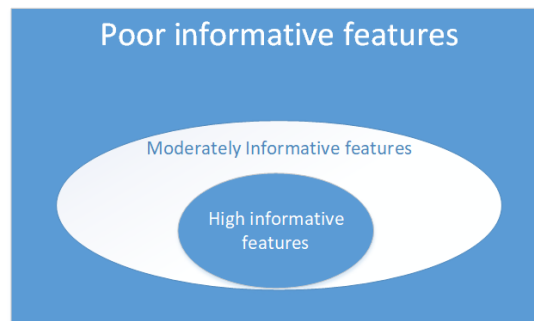 Poor informative features
Moderately Informative features
High informative
features